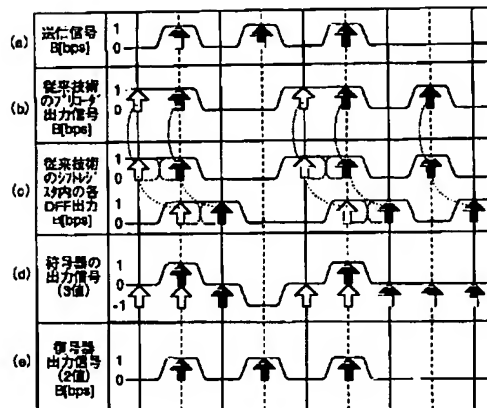 (a)
送信信号
B[bps]
1
0
(b)
従来技術
のプリコーダ
出力信号
B[bps]
1
0
(c)
従来技術
のシフトレジ
スタ内の各
DFF出力
B[bps]
1
0
1
0
(d)
符号器の
出力信号
(3値)
1
0
-1
(e)
復号器
出力信号
(2値)
B[bps]
1
0